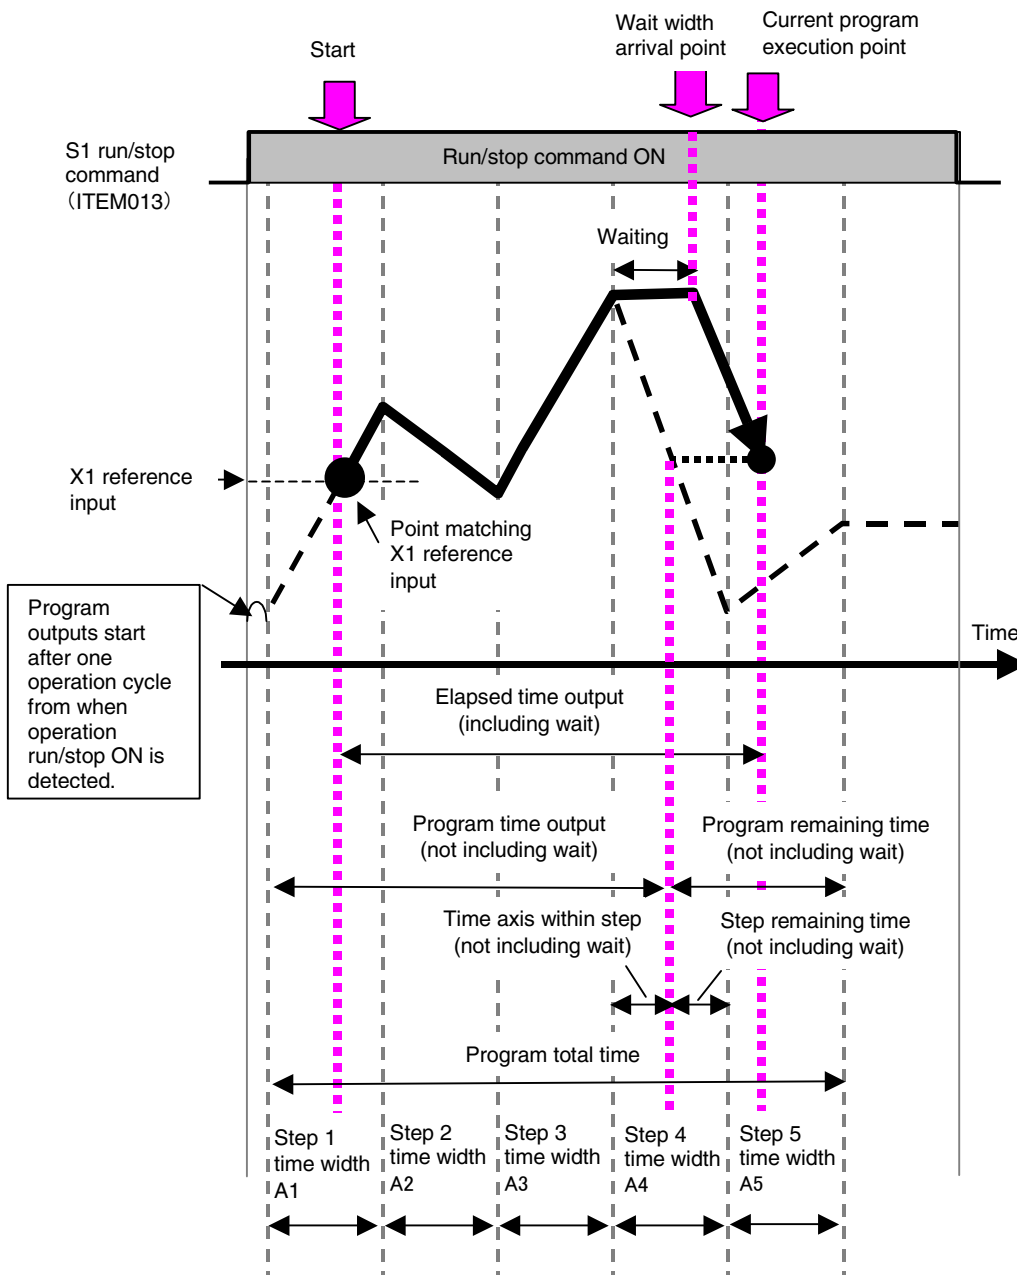 Start
Wait width
arrival point
Current program
execution point
S1 run/stop
command
（ITEM013）
Run/stop command ON
Waiting
X1 reference
input
Point matching
X1 reference
input
Program
outputs start
after one
operation cycle
from when
operation
run/stop ON is
detected.
Time
Elapsed time output
(including wait)
Program time output
(not including wait)
Program remaining time
(not including wait)
Time axis within step
(not including wait)
Step remaining time
(not including wait)
Program total time
Step 1
time width
A1
Step 2
time width
A2
Step 3
time width
A3
Step 4
time width
A4
Step 5
time width
A5